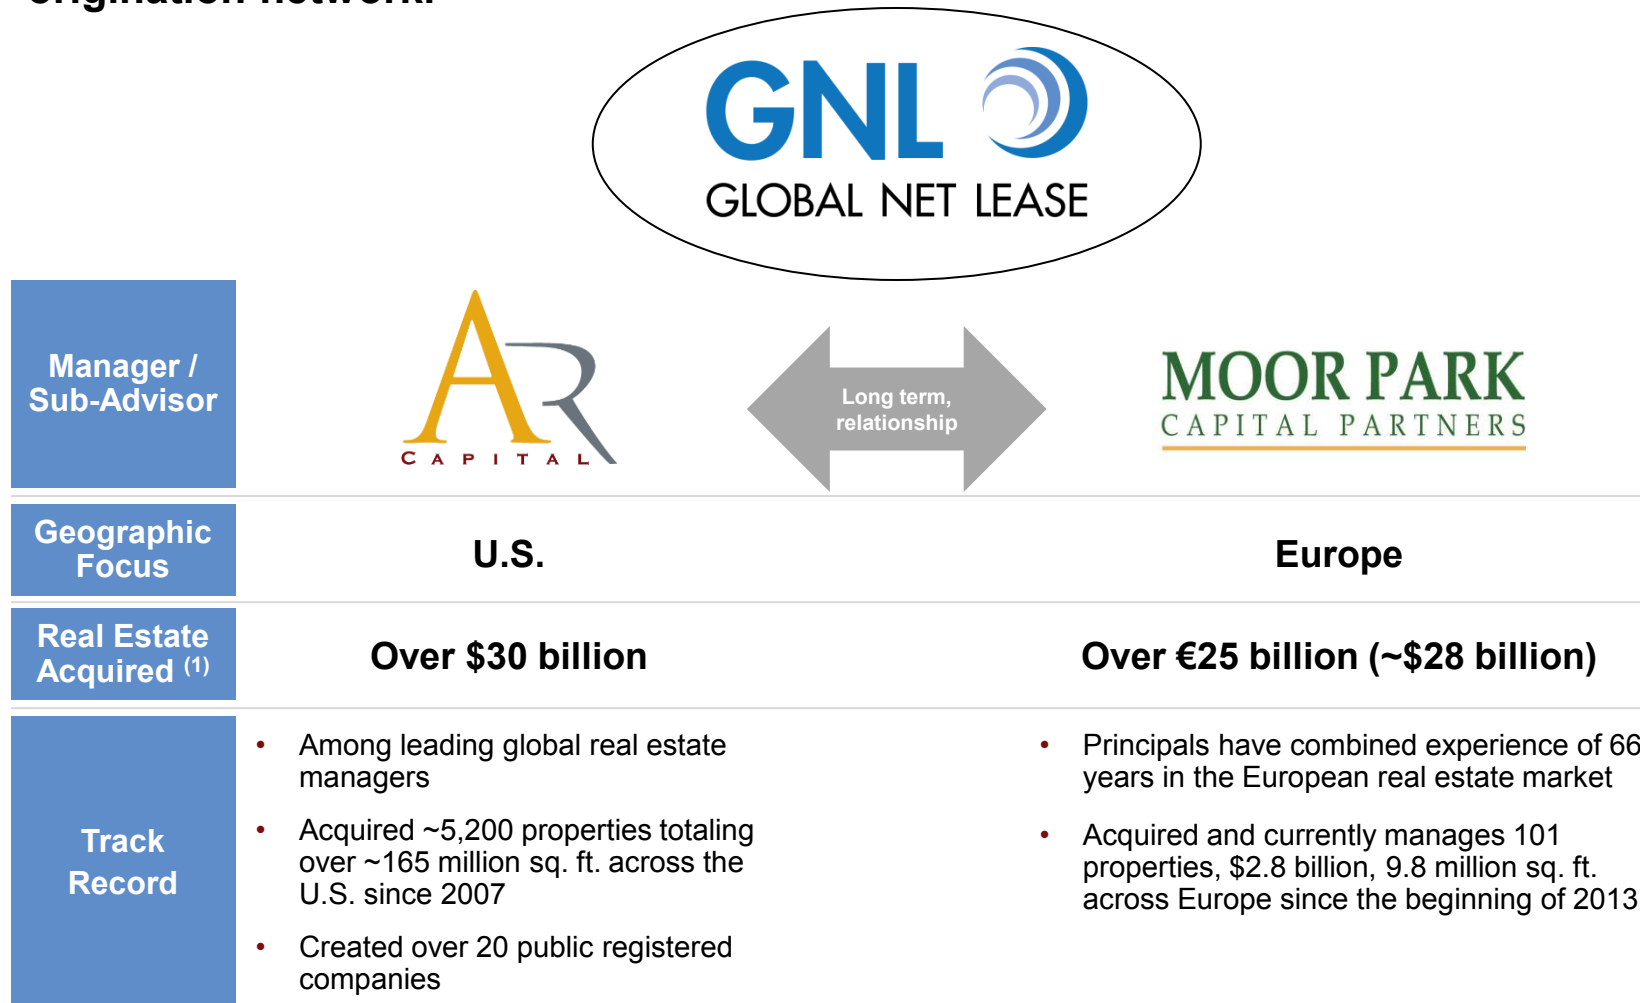 origination network.
GNL
GLOBAL NET LEASE
Manager /
Sub-Advisor
AR
CAPITAL
Long term,
relationship
MOOR PARK
CAPITAL PARTNERS
Geographic
Focus
U.S.
Europe
Real Estate
Acquired (1)
Over $30 billion
Over €25 billion (~$28 billion)
Track
Record
• Among leading global real estate
managers
• Acquired ~5,200 properties totaling
over ~165 million sq. ft. across the
U.S. since 2007
• Created over 20 public registered
companies
• Principals have combined experience of 66
years in the European real estate market
• Acquired and currently manages 101
properties, $2.8 billion, 9.8 million sq. ft.
across Europe since the beginning of 2013